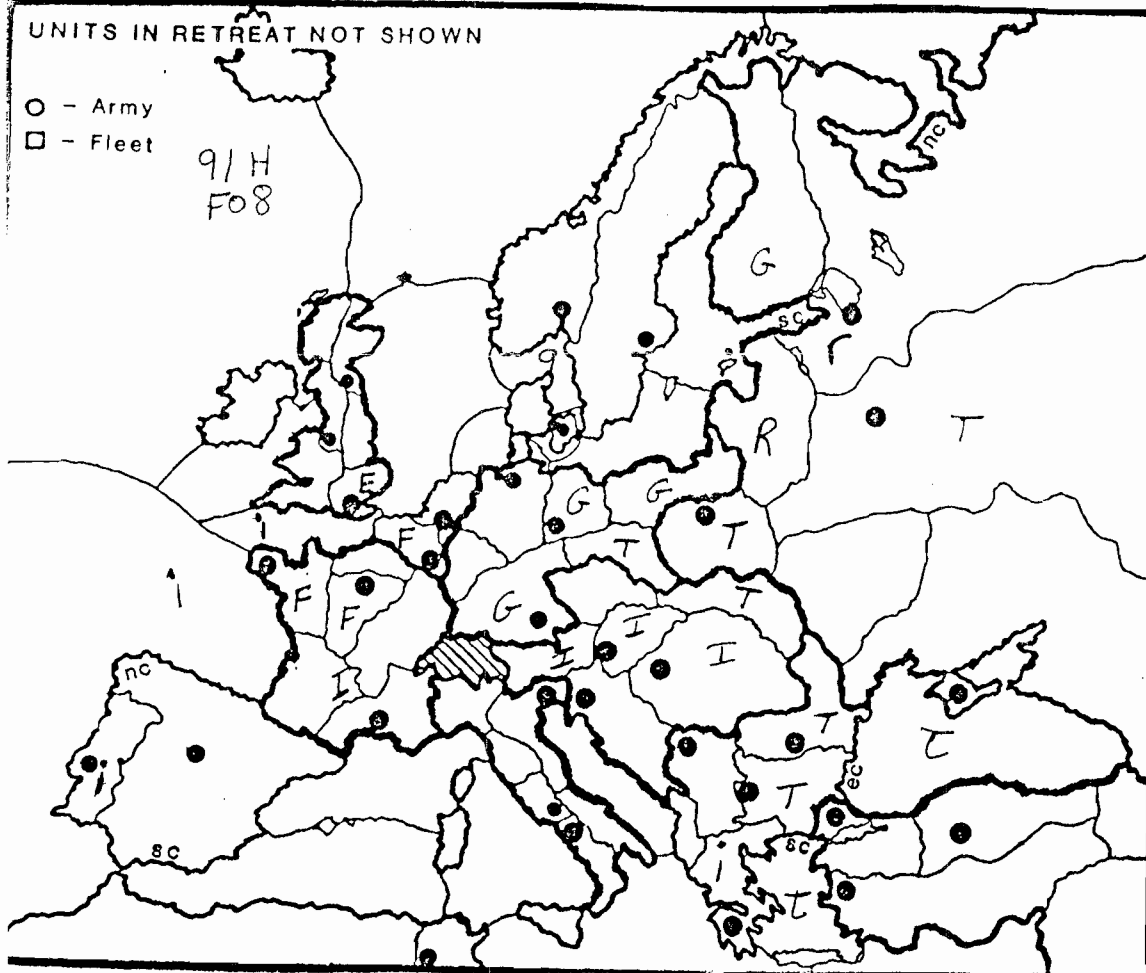 UNITS IN RETREAT NOT SHOWN
O - Army
□ - Fleet
91 H
F08
nc
G
sc
r
g
T
R
E
G
G
F
T
T
i
F
F
G
T
i
I
I
I
I
nc
T
T
ec
T
i
sc
i
t
sc